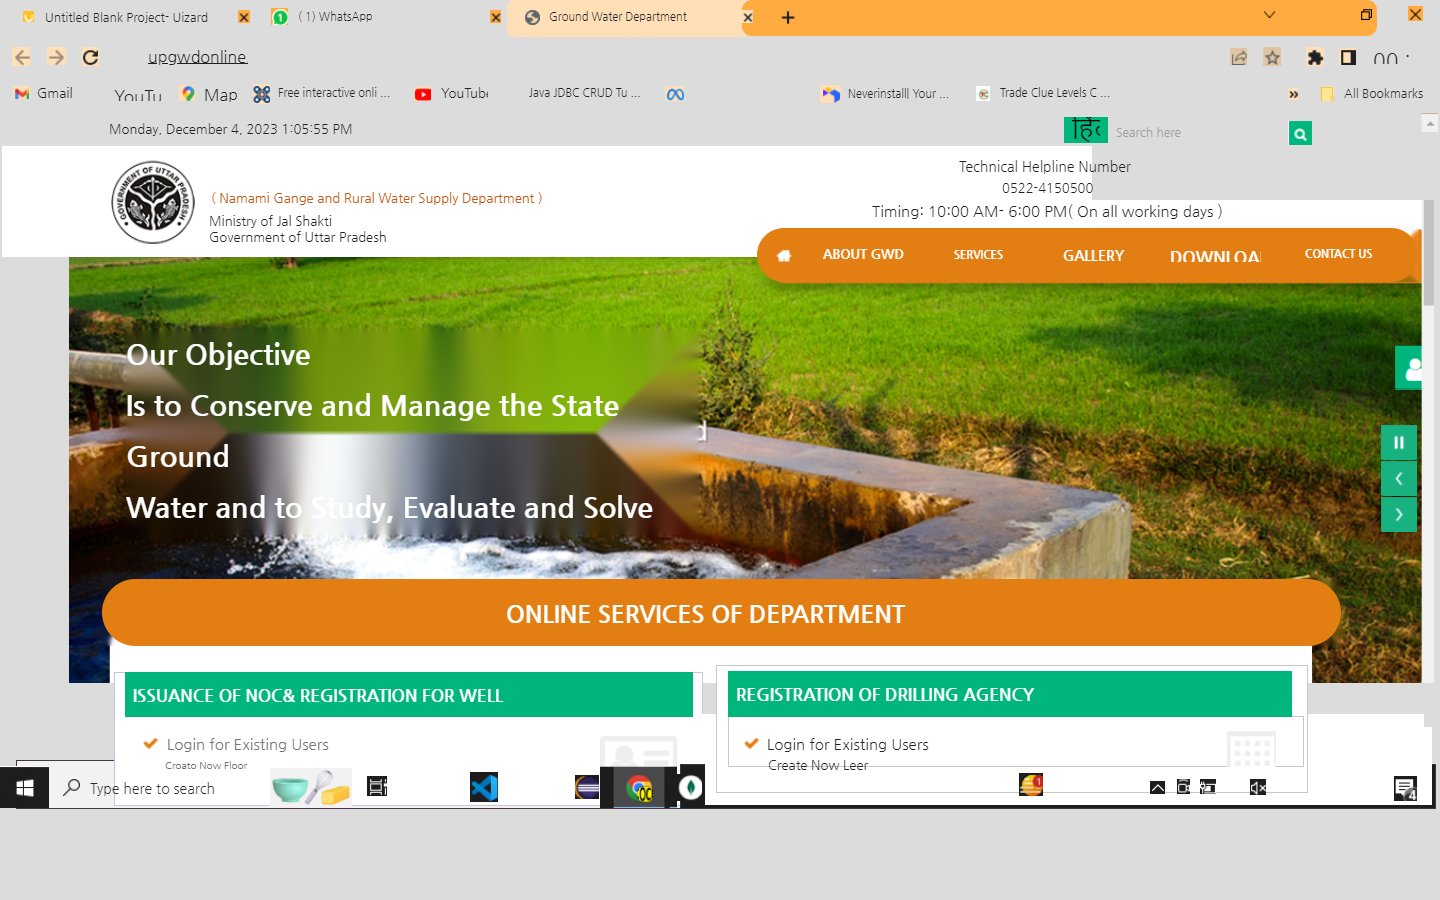 Untitled Blank Project- Uizard
( 1) WhatsApp
Ground Water Department
upgwdonline
Gmail
YouTu
Map
Free interactive onli ...
YouTube
Java JDBC CRUD Tu ...
Neverinstall| Your ...
Trade Clue Levels C ...
All Bookmarks
Monday, December 4, 2023 1:05:55 PM
Search here
GOVERNMENT OF UTTAR PRADESH
( Namami Gange and Rural Water Supply Department )
Ministry of Jal Shakti
Government of Uttar Pradesh
Technical Helpline Number
0522-4150500
Timing: 10:00 AM- 6:00 PM( On all working days )
ABOUT GWD
SERVICES
GALLERY
DOWNLOA
CONTACT US
Our Objective
Is to Conserve and Manage the State
Ground
Water and to Study, Evaluate and Solve
ONLINE SERVICES OF DEPARTMENT
ISSUANCE OF NOC& REGISTRATION FOR WELL
Login for Existing Users
Croato Now Floor
REGISTRATION OF DRILLING AGENCY
Login for Existing Users
Create Now Leer
Type here to search
4